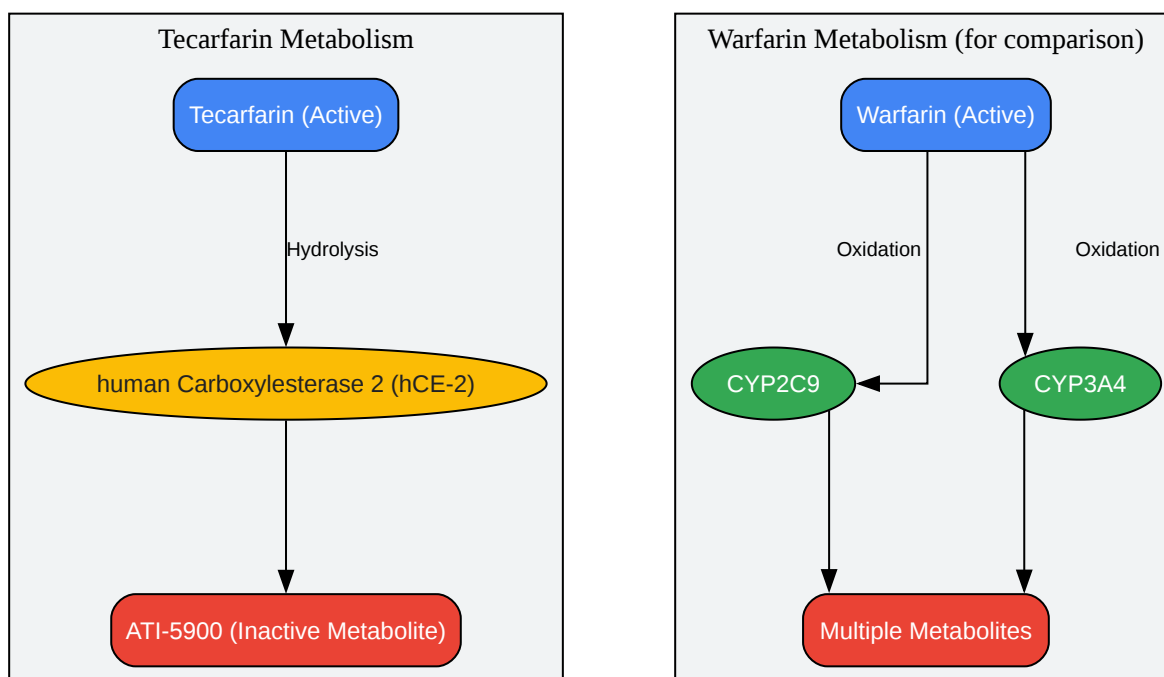 Tecarfarin Metabolism
Tecarfarin (Active)
Hydrolysis
human Carboxylesterase 2 (hCE-2)
ATI-5900 (Inactive Metabolite)
Warfarin Metabolism (for comparison)
Warfarin (Active)
Oxidation
Oxidation
CYP2C9
CYP3A4
Multiple Metabolites